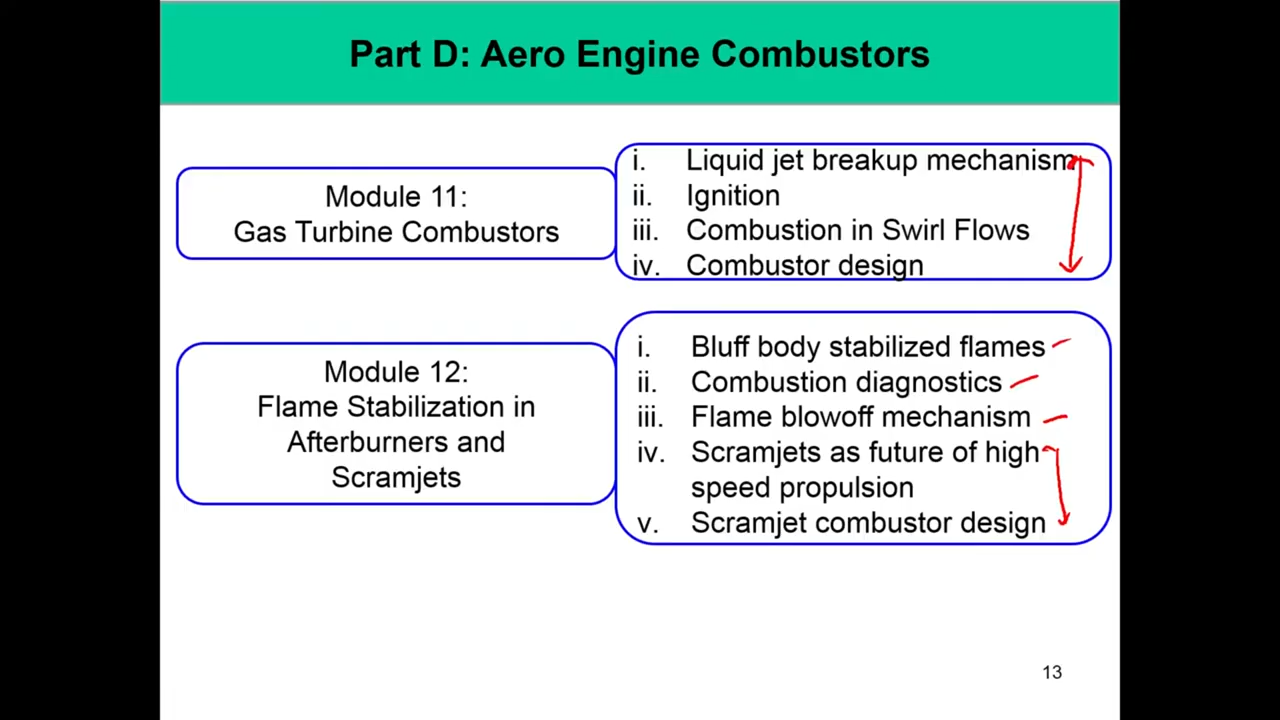 Part D: Aero Engine Combustors
Module 11:
Gas Turbine Combustors
i. Liquid jet breakup mechanism
ii. Ignition
iii. Combustion in Swirl Flows
iv. Combustor design
Module 12:
Flame Stabilization in
Afterburners and
Scramjets
i. Bluff body stabilized flames
ii. Combustion diagnostics
iii. Flame blowoff mechanism
iv. Scramjets as future of high
speed propulsion
v. Scramjet combustor design
13